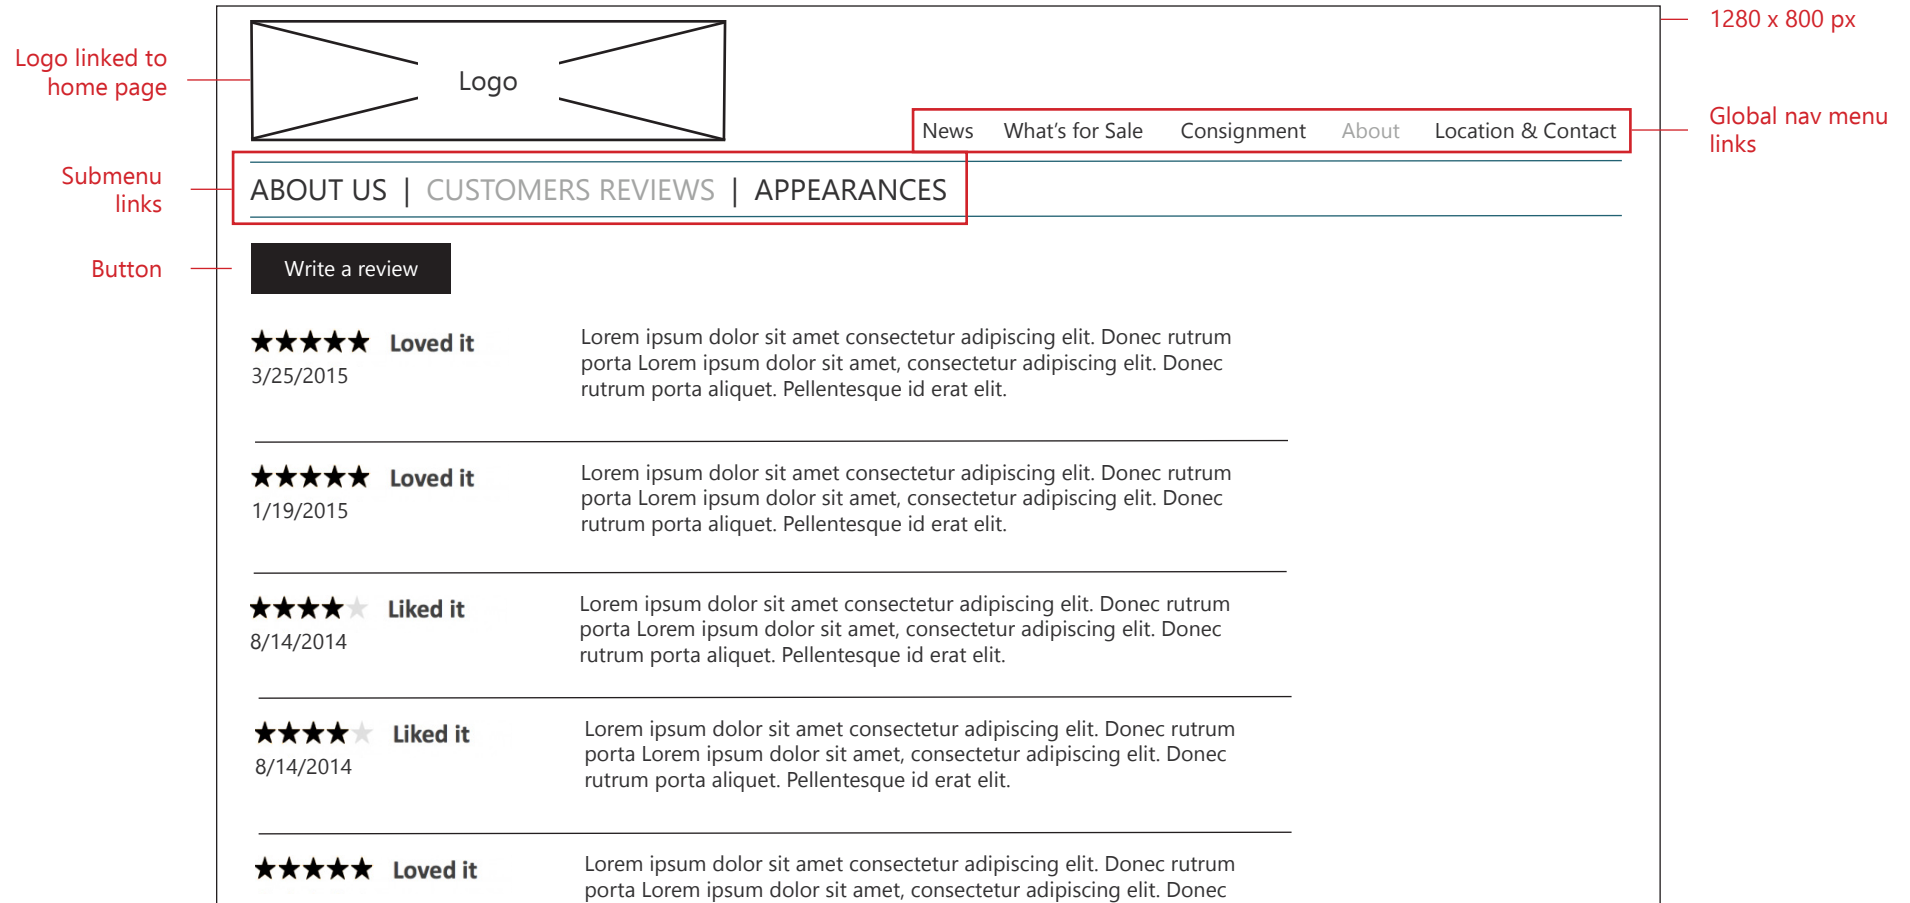 1280 x 800 px
Logo linked to
home page
Logo
News What's for Sale Consignment About Location & Contact
Global nav menu
links
Submenu
links
ABOUT US | CUSTOMERS REVIEWS | APPEARANCES
Button
Write a review
Loved it
3/25/2015
Lorem ipsum dolor sit amet consectetur adipiscing elit. Donec rutrum
porta Lorem ipsum dolor sit amet, consectetur adipiscing elit. Donec
rutrum porta aliquet. Pellentesque id erat elit.
Loved it
1/19/2015
Lorem ipsum dolor sit amet consectetur adipiscing elit. Donec rutrum
porta Lorem ipsum dolor sit amet, consectetur adipiscing elit. Donec
rutrum porta aliquet. Pellentesque id erat elit.
Liked it
8/14/2014
Lorem ipsum dolor sit amet consectetur adipiscing elit. Donec rutrum
porta Lorem ipsum dolor sit amet, consectetur adipiscing elit. Donec
rutrum porta aliquet. Pellentesque id erat elit.
Liked it
8/14/2014
Lorem ipsum dolor sit amet consectetur adipiscing elit. Donec rutrum
porta Lorem ipsum dolor sit amet, consectetur adipiscing elit. Donec
rutrum porta aliquet. Pellentesque id erat elit.
Loved it
Lorem ipsum dolor sit amet consectetur adipiscing elit. Donec rutrum
porta Lorem ipsum dolor sit amet, consectetur adipiscing elit. Donec